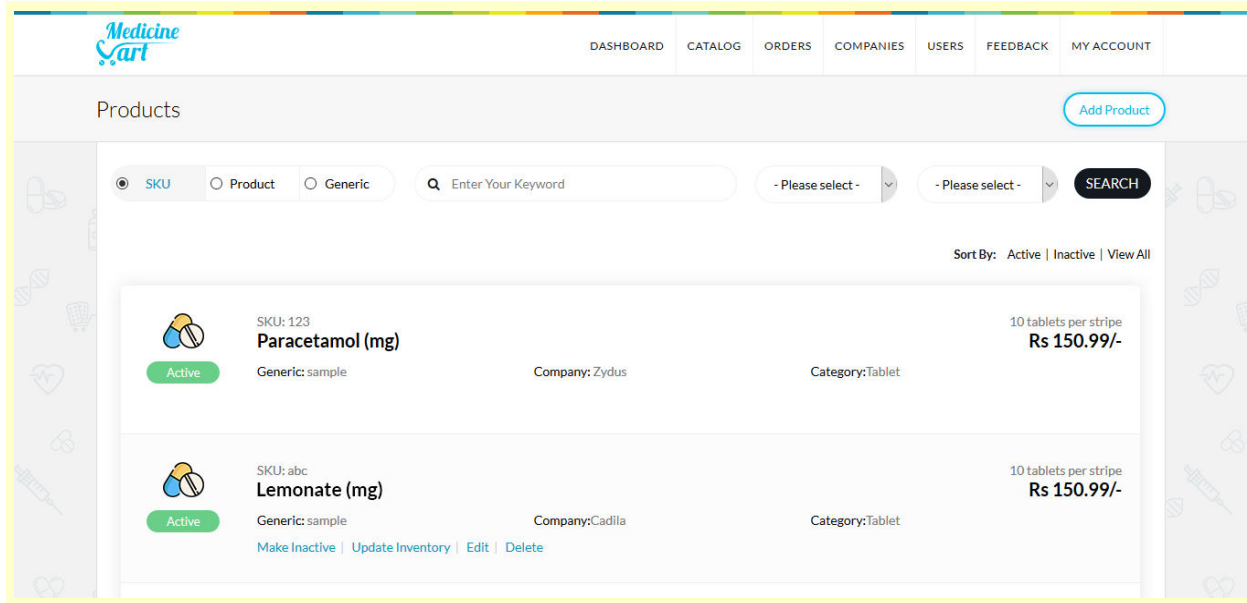 Medicine
Cart
DASHBOARD CATALOG ORDERS COMPANIES USERS FEEDBACK MY ACCOUNT
Products
Add Product
SKU Product Generic Enter Your Keyword - Please select - - Please select - SEARCH
Sort By: Active | Inactive | View All
SKU: 123 10 tablets per stripe
Paracetamol (mg) Rs 150.99/-
Active Generic: sample Company: Zydus Category:Tablet
SKU: abc 10 tablets per stripe
Lemonate (mg) Rs 150.99/-
Active Generic: sample Company:Cadila Category:Tablet
Make Inactive | Update Inventory | Edit | Delete